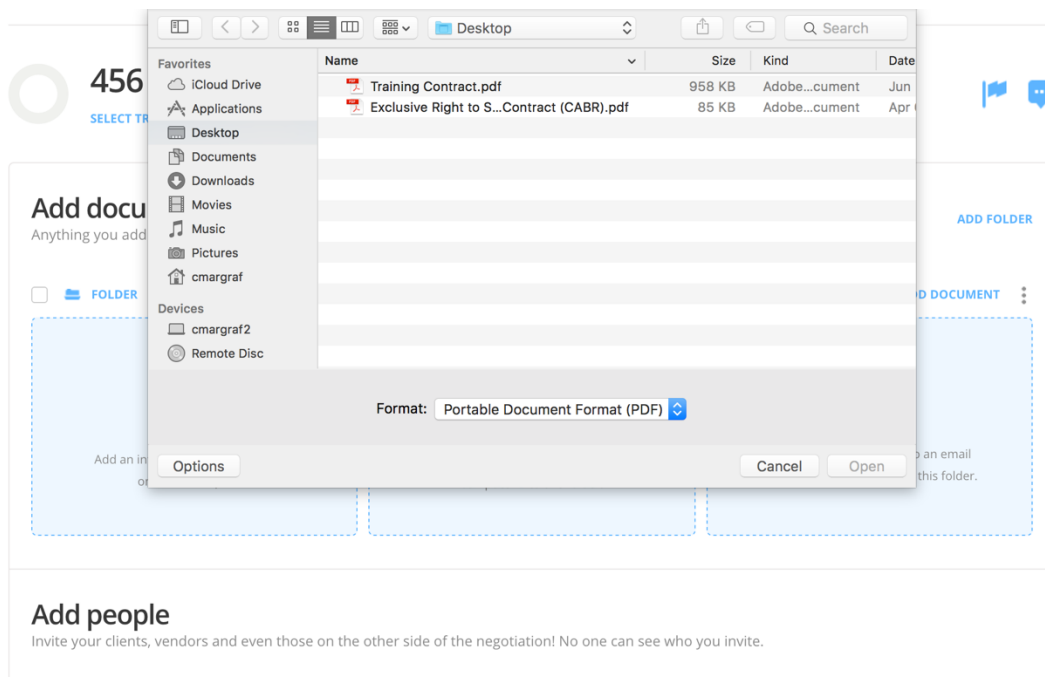 Desktop
Search
Favorites
iCloud Drive
Applications
Desktop
Documents
Downloads
Movies
Music
Pictures
cmargraf
Devices
cmargraf2
Remote Disc
Name Size Kind Date
Training Contract.pdf 958 KB Adobe...cument Jun
Exclusive Right to S...Contract (CABR).pdf 85 KB Adobe...cument Apr
Format: Portable Document Format (PDF)
Options Cancel Open
456
SELECT TR
Add docu
Anything you add
ADD FOLDER
FOLDER
D DOCUMENT
Add an in
or
o an email
this folder.
Add people
Invite your clients, vendors and even those on the other side of the negotiation! No one can see who you invite.